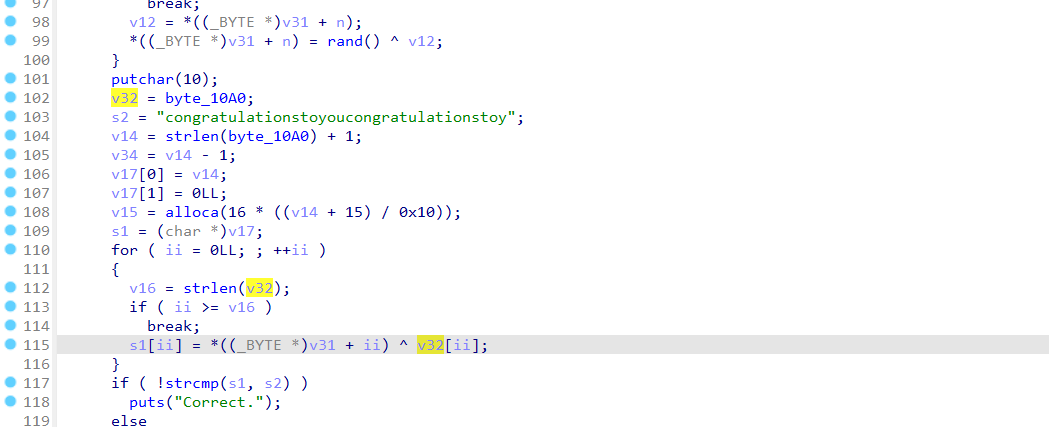 97 break;
98 v12 = *((_BYTE *)v31 + n);
99 *((_BYTE *)v31 + n) = rand() ^ v12;
100 }
101 putchar(10);
102 v32 = byte_10A0;
103 s2 = "congratulationstoyoucongratulationstoy";
104 v14 = strlen(byte_10A0) + 1;
105 v34 = v14 - 1;
106 v17[0] = v14;
107 v17[1] = 0LL;
108 v15 = alloca(16 * ((v14 + 15) / 0x10));
109 s1 = (char *)v17;
110 for ( ii = 0LL; ; ++ii )
111 {
112 v16 = strlen(v32);
113 if ( ii >= v16 )
114 break;
115 s1[ii] = *((_BYTE *)v31 + ii) ^ v32[ii];
116 }
117 if ( !strcmp(s1, s2) )
118 puts("Correct.");
119 else